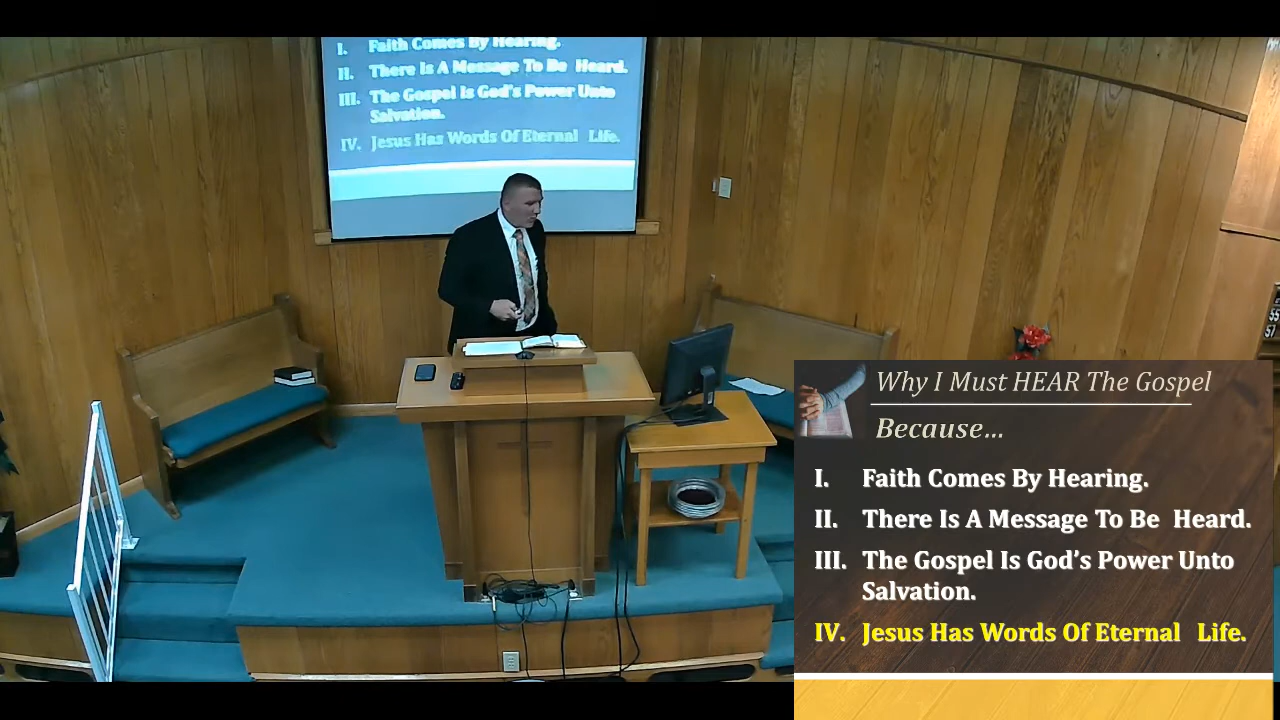 I. Faith Comes By Hearing.
II. There Is A Message To Be Heard.
III. The Gospel Is God's Power Unto
Salvation.
IV. Jesus Has Words Of Eternal Life.
55
57
Why I Must HEAR The Gospel
Because...
I. Faith Comes By Hearing.
II. There Is A Message To Be Heard.
III. The Gospel Is God's Power Unto
Salvation.
IV. Jesus Has Words Of Eternal Life.